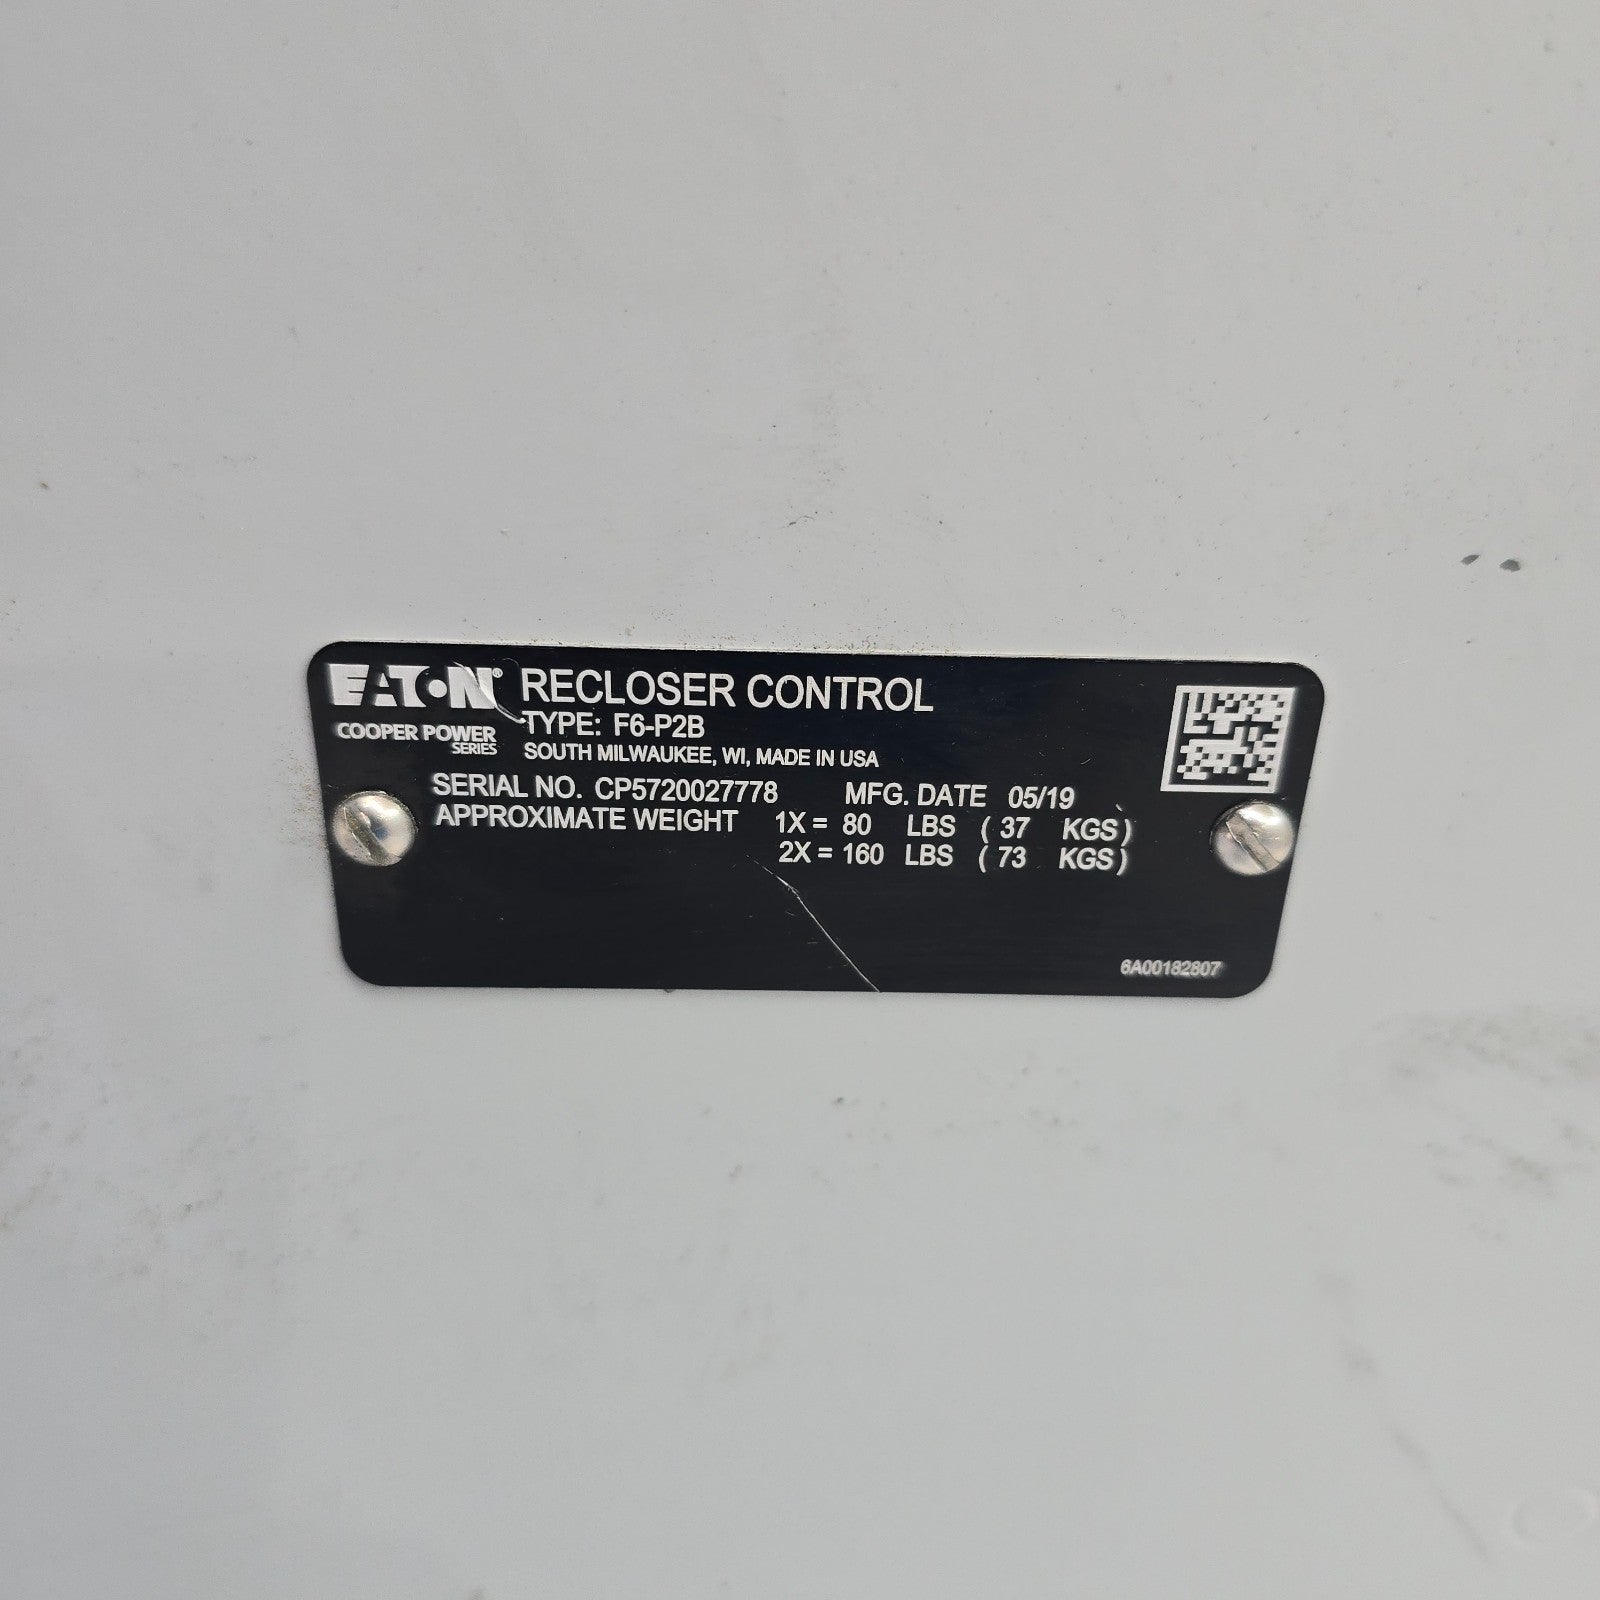 EATON® RECLOSER CONTROL
COOPER POWER SERIES
TYPE: F6-P2B
SOUTH MILWAUKEE, WI, MADE IN USA
SERIAL NO. CP5720027778 MFG. DATE 05/19
APPROXIMATE WEIGHT 1X = 80 LBS ( 37 KGS )
2X = 160 LBS ( 73 KGS )
6A00182807